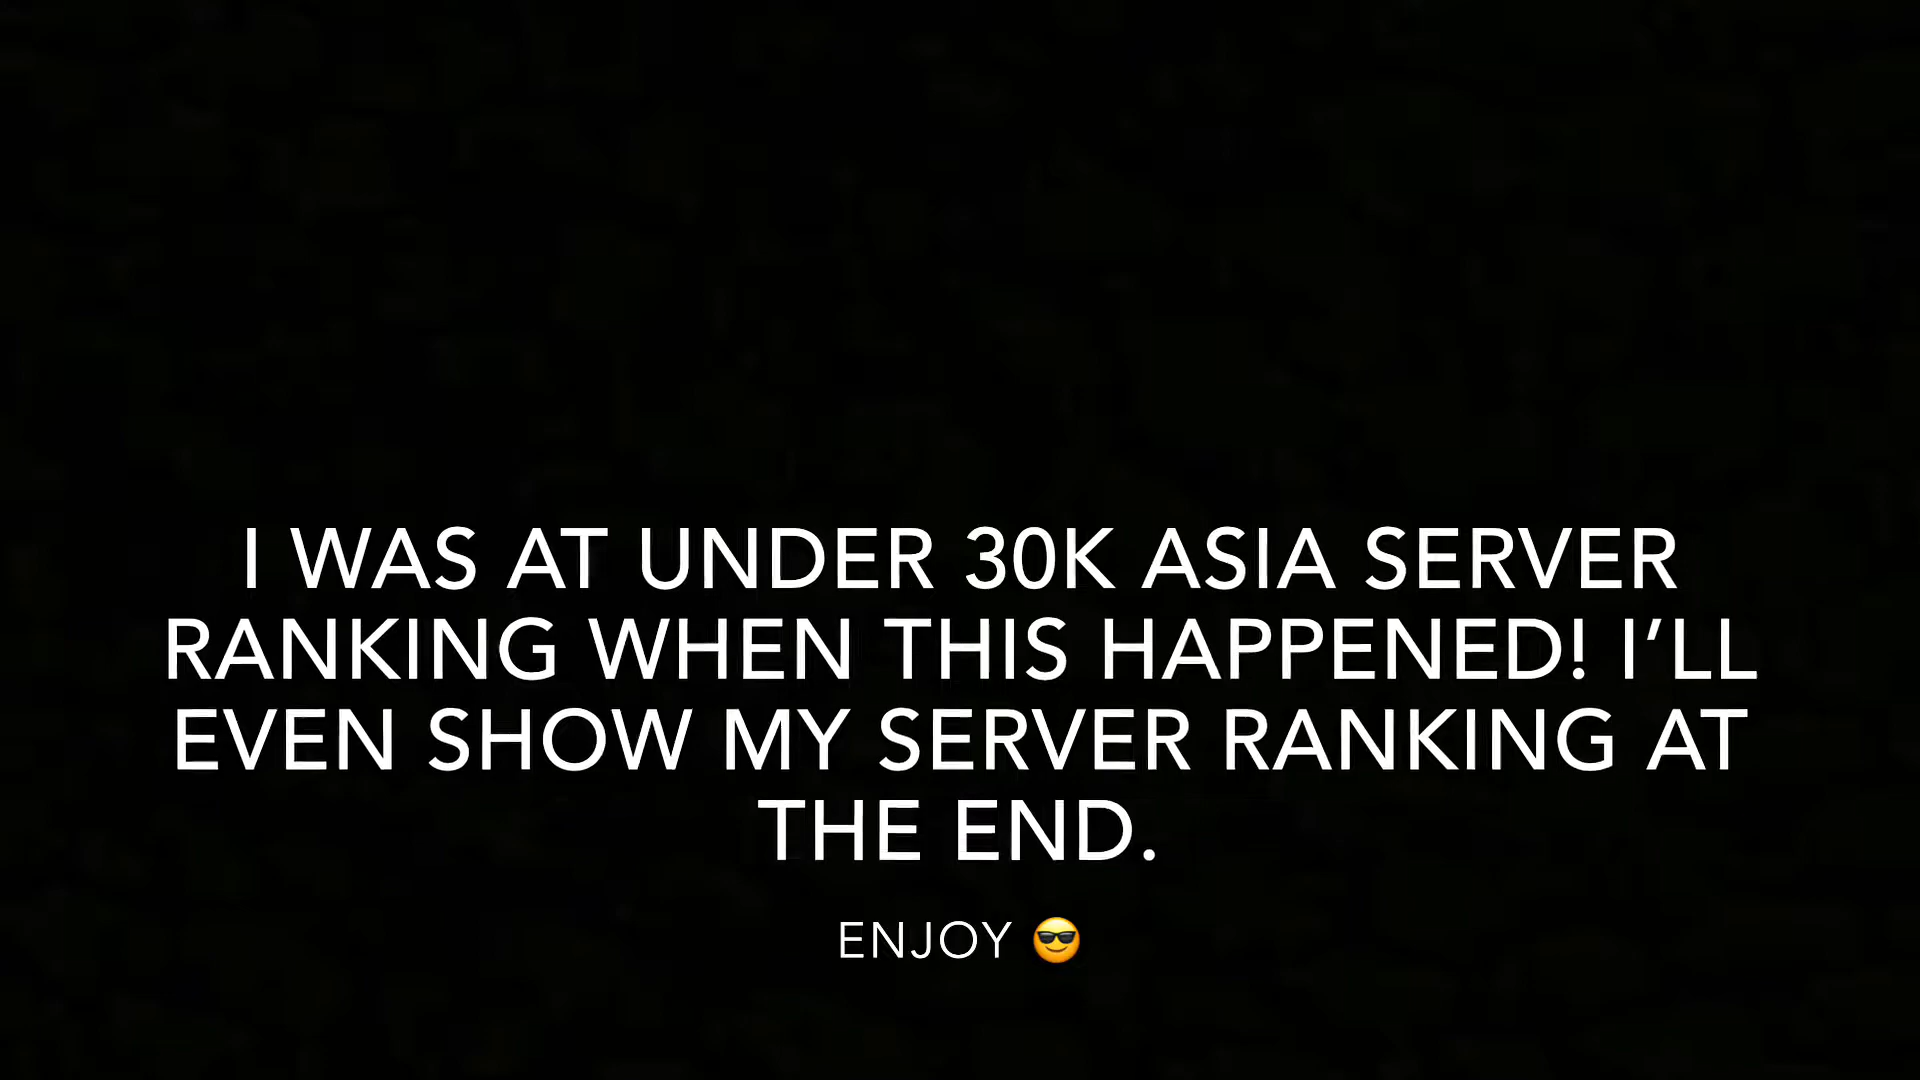 I WAS AT UNDER 30K ASIA SERVER
RANKING WHEN THIS HAPPENED! I’LL
EVEN SHOW MY SERVER RANKING AT
THE END.
ENJOY 😎